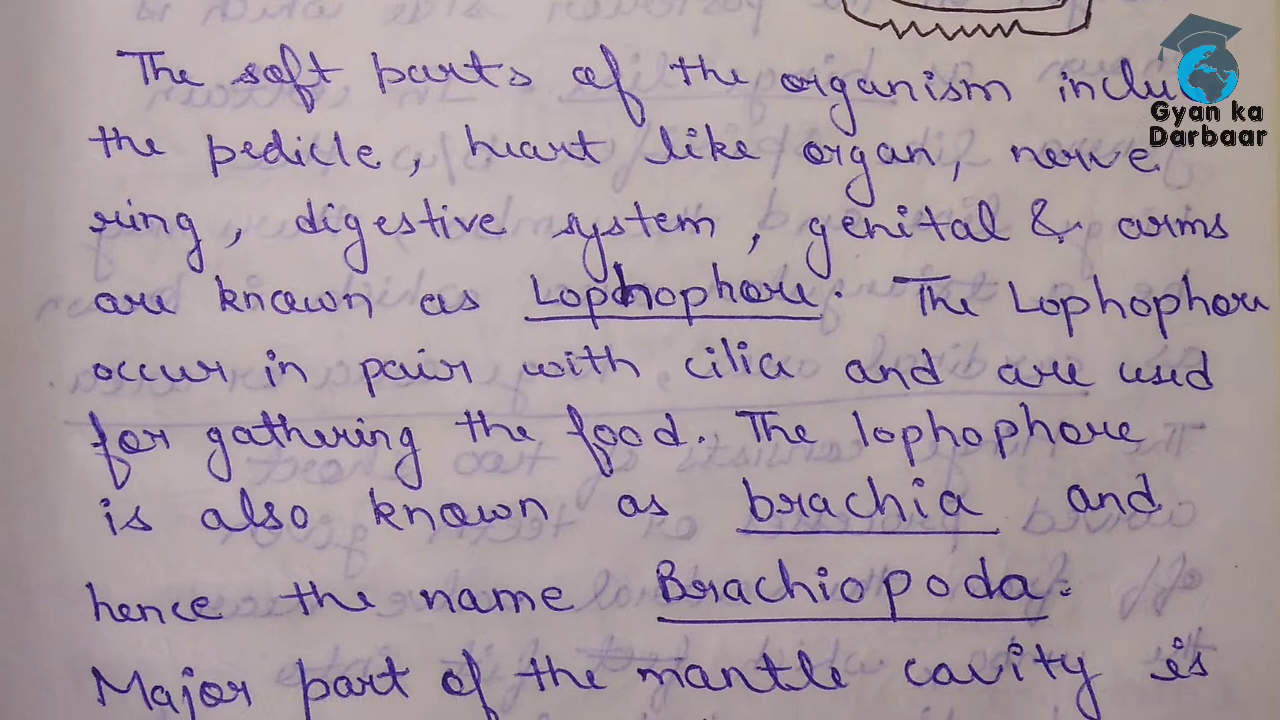 The soft parts of the organism inclu
Gyan ka
Darbaar
the pedicle, heart like organ, nerve
ring, digestive system, genital & arms
are known as Lophophore. The Lophophore
occur in pair with cilia and are used
for gathering the food. The lophophore
is also known as brachia and
hence the name Brachiopoda.
Major part of the mantle cavity is